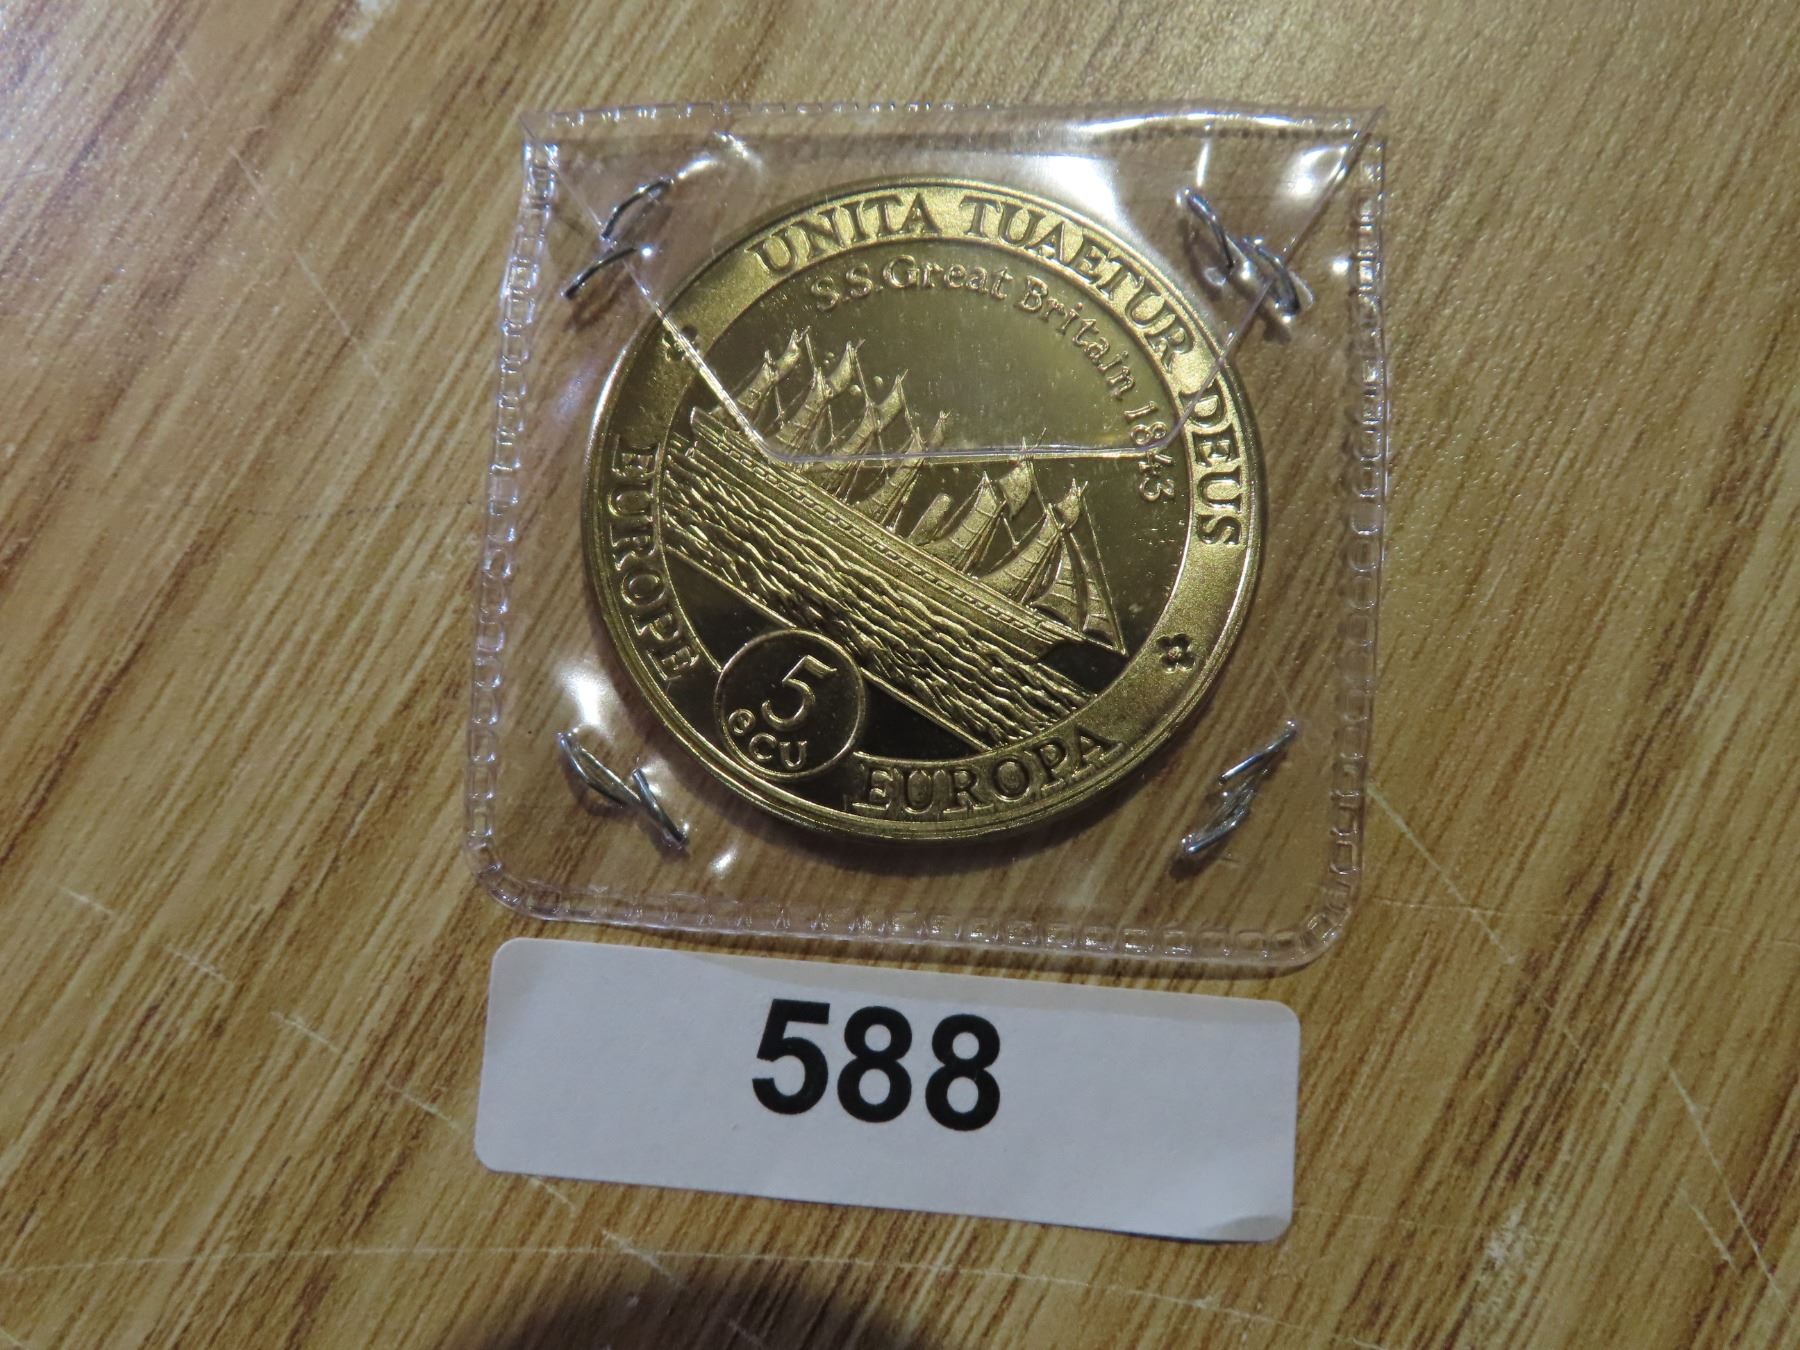 UNITA TUAETUR DEUS
S.S. Great Britain 1843
EUROPE
5
ecu
EUROPA
588